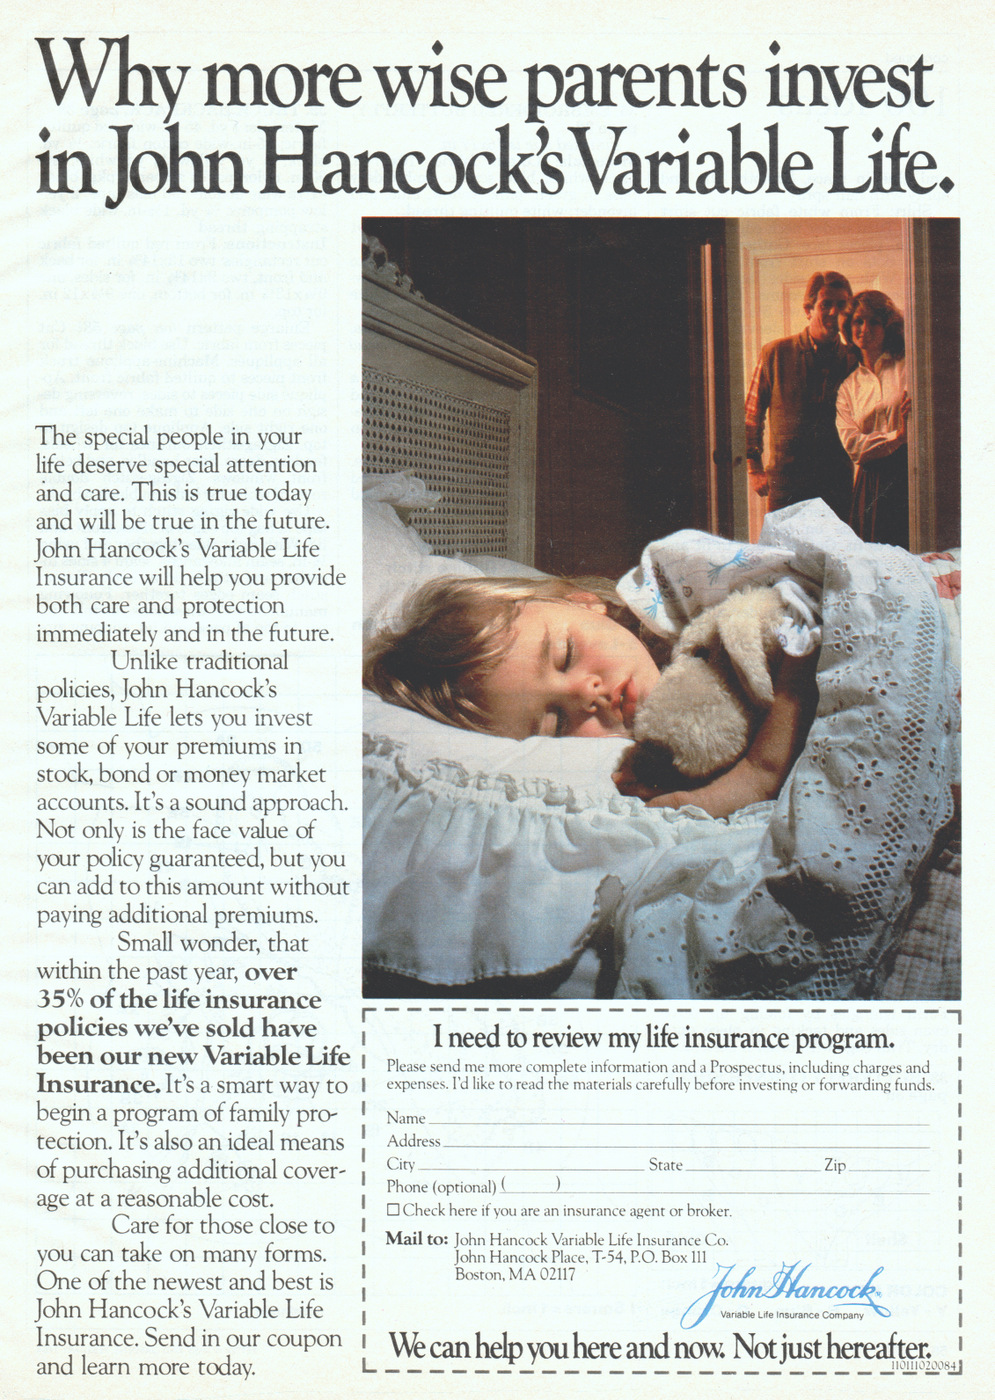 Why more wise parents invest
in John Hancock's Variable Life.
The special people in your
life deserve special attention
and care. This is true today
and will be true in the future.
John Hancock's Variable Life
Insurance will help you provide
both care and protection
immediately and in the future.
Unlike traditional
policies, John Hancock's
Variable Life lets you invest
some of your premiums in
stock, bond or money market
accounts. It's a sound approach.
Not only is the face value of
your policy guaranteed, but you
can add to this amount without
paying additional premiums.
Small wonder, that
within the past year, over
35% of the life insurance
policies we've sold have
been our new Variable Life
Insurance. It's a smart way to
begin a program of family pro-
tection. It's also an ideal means
of purchasing additional cover-
age at a reasonable cost.
Care for those close to
you can take on many forms.
One of the newest and best is
John Hancock's Variable Life
Insurance. Send in our coupon
and learn more today.
I need to review my life insurance program.
Please send me more complete information and a Prospectus, including charges and
expenses. I'd like to read the materials carefully before investing or forwarding funds.
Name
Address
City State Zip
Phone (optional) ( )
☐ Check here if you are an insurance agent or broker.
Mail to: John Hancock Variable Life Insurance Co.
John Hancock Place, T-54, P.O. Box 111
Boston, MA 02117
John Hancock
Variable Life Insurance Company
We can help you here and now. Not just hereafter.
110111020084